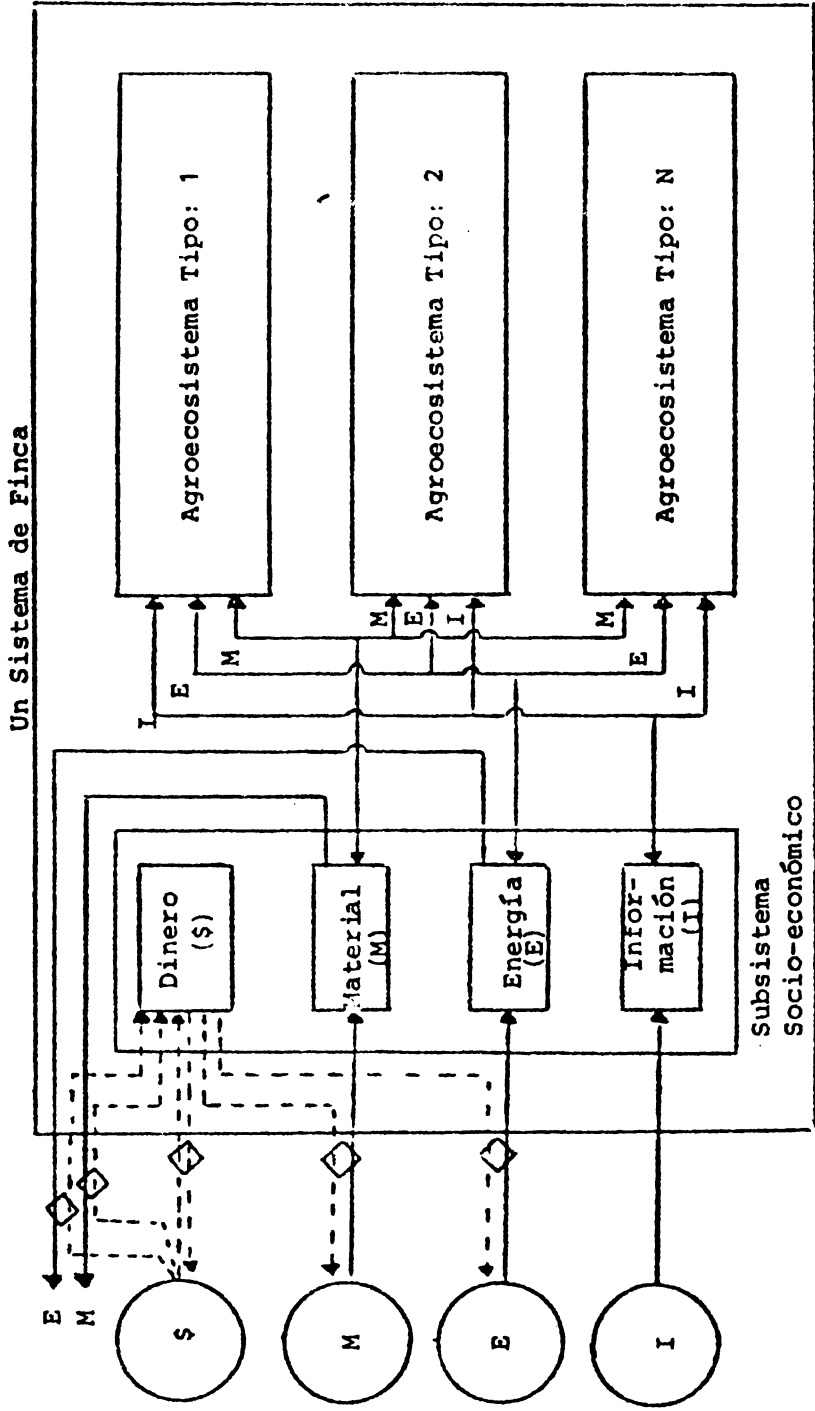 Un Sistema de Finca
E
M
$
M
E
I
Dinero
($)
Material
(M)
Energía
(E)
Infor-
mación
(I)
Subsistema
Socio-económico
I
E
M
M
E
I
M
E
I
Agroecosistema Tipo: 1
Agroecosistema Tipo: 2
Agroecosistema Tipo: N